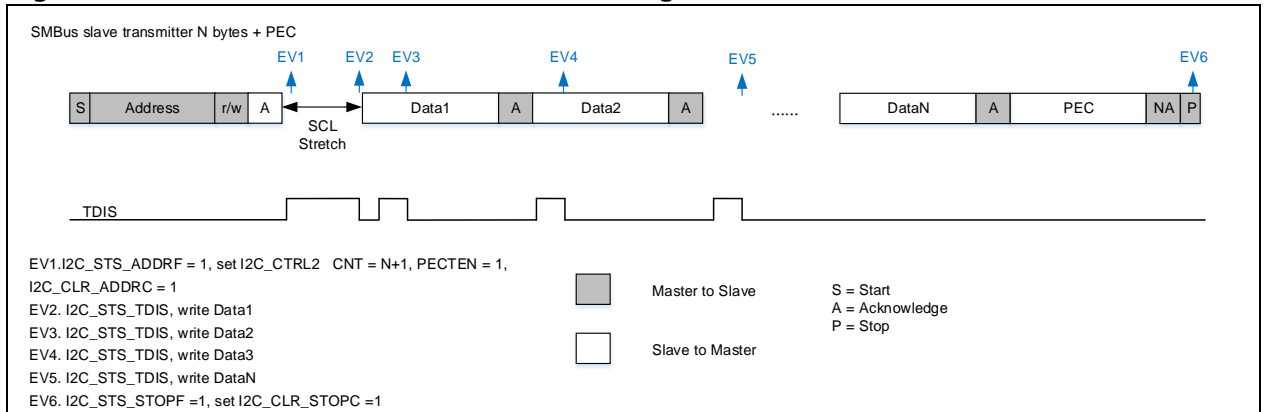 SMBus slave transmitter N bytes + PEC
EV1 EV2 EV3 EV4 EV5 EV6
S Address r/w A Data1 A Data2 A ...... DataN A PEC NA P
SCL
Stretch
TDIS
EV1.I2C_STS_ADDRF = 1, set I2C_CTRL2 CNT = N+1, PECTEN = 1,
I2C_CLR_ADDRC = 1
EV2. I2C_STS_TDIS, write Data1
EV3. I2C_STS_TDIS, write Data2
EV4. I2C_STS_TDIS, write Data3
EV5. I2C_STS_TDIS, write DataN
EV6. I2C_STS_STOPF =1, set I2C_CLR_STOPC =1
Master to Slave
Slave to Master
S = Start
A = Acknowledge
P = Stop